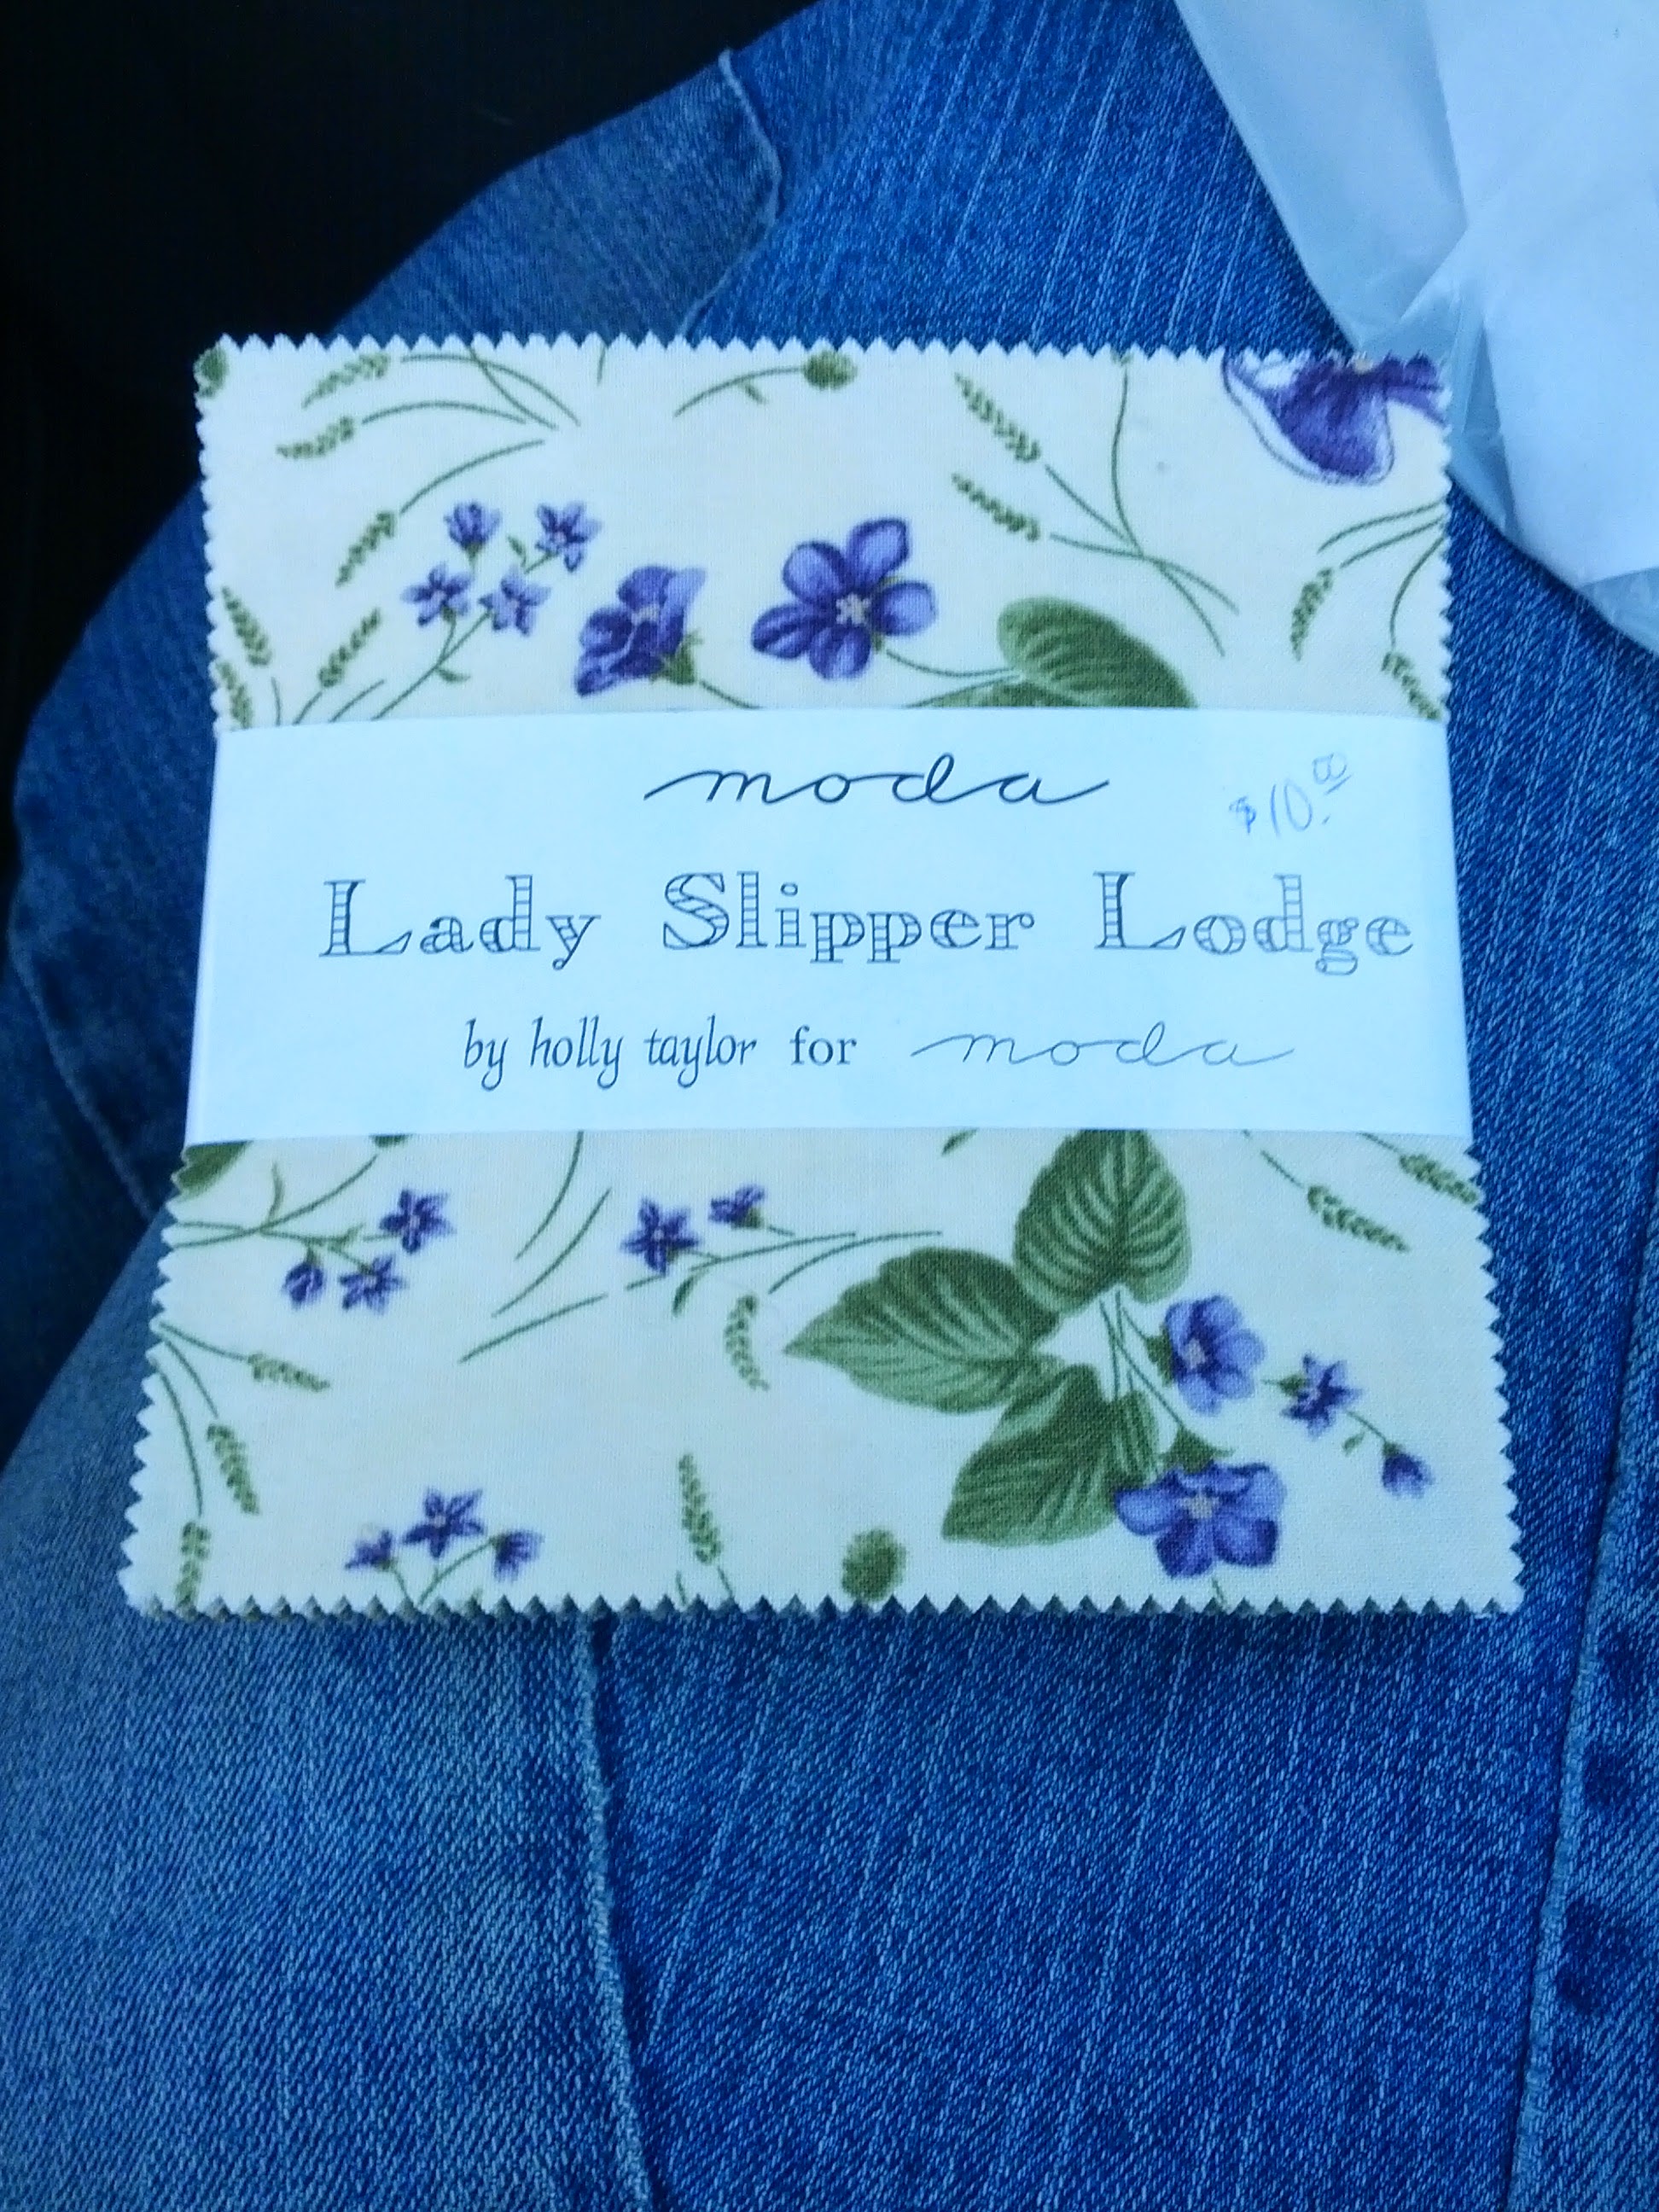 moda
$10.00
Lady Slipper Lodge
by holly taylor for moda